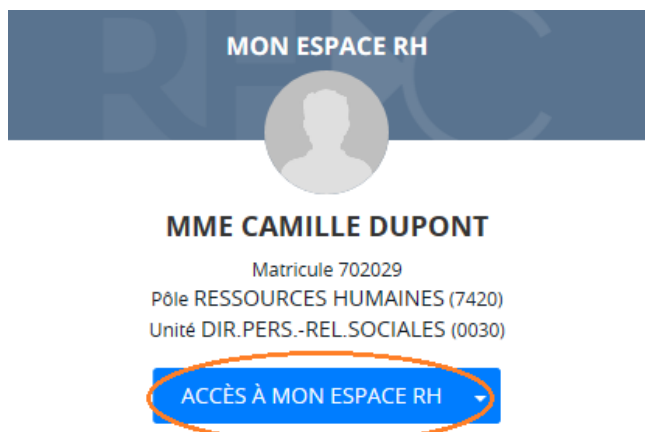 MON ESPACE RH
MME CAMILLE DUPONT
Matricule 702029
Pôle RESSOURCES HUMAINES (7420)
Unité DIR.PERS.-REL.SOCIALES (0030)
ACCÈS À MON ESPACE RH